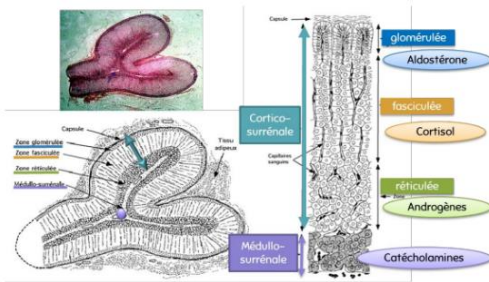 Capsule
Zone glomérulée
Zone fasciculée
Zone réticulée
Médullo-surrénale
Tissu
adipeux
Capsule
Cortico-
surrénale
Capillaires
sanguins
Médullo-
surrénale
glomérulée
Aldostérone
fasciculée
Cortisol
réticulée
Zone
Androgènes
Catécholamines